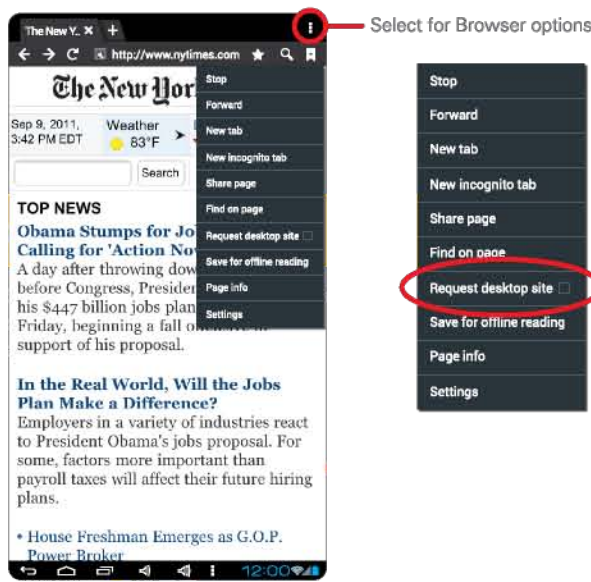 The New Y..
Select for Browser options
http://www.nytimes.com
The New Yor
Sep 9, 2011,
3:42 PM EDT
Weather
83°F
Search
TOP NEWS
Obama Stumps for Jo
Calling for 'Action No
A day after throwing dow
before Congress, Presider
his $447 billion jobs plan
Friday, beginning a fall
support of his proposal.
In the Real World, Will the Jobs
Plan Make a Difference?
Employers in a variety of industries react
to President Obama's jobs proposal. For
some, factors more important than
payroll taxes will affect their future hiring
plans.
• House Freshman Emerges as G.O.P.
Power Broker
12:00
Stop
Forward
New tab
New incognito tab
Share page
Find on page
Request desktop site
Save for offline reading
Page info
Settings
Stop
Forward
New tab
New incognito tab
Share page
Find on page
Request desktop site
Save for offline reading
Page info
Settings